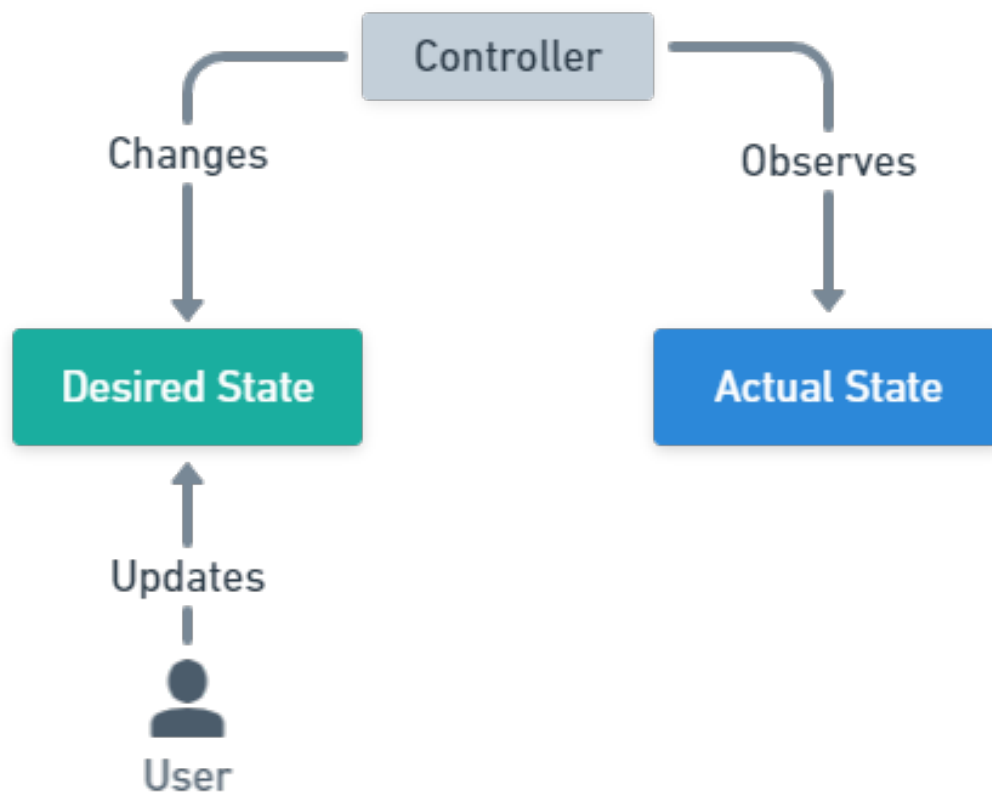 Controller
Changes
Observes
Desired State
Actual State
Updates
User